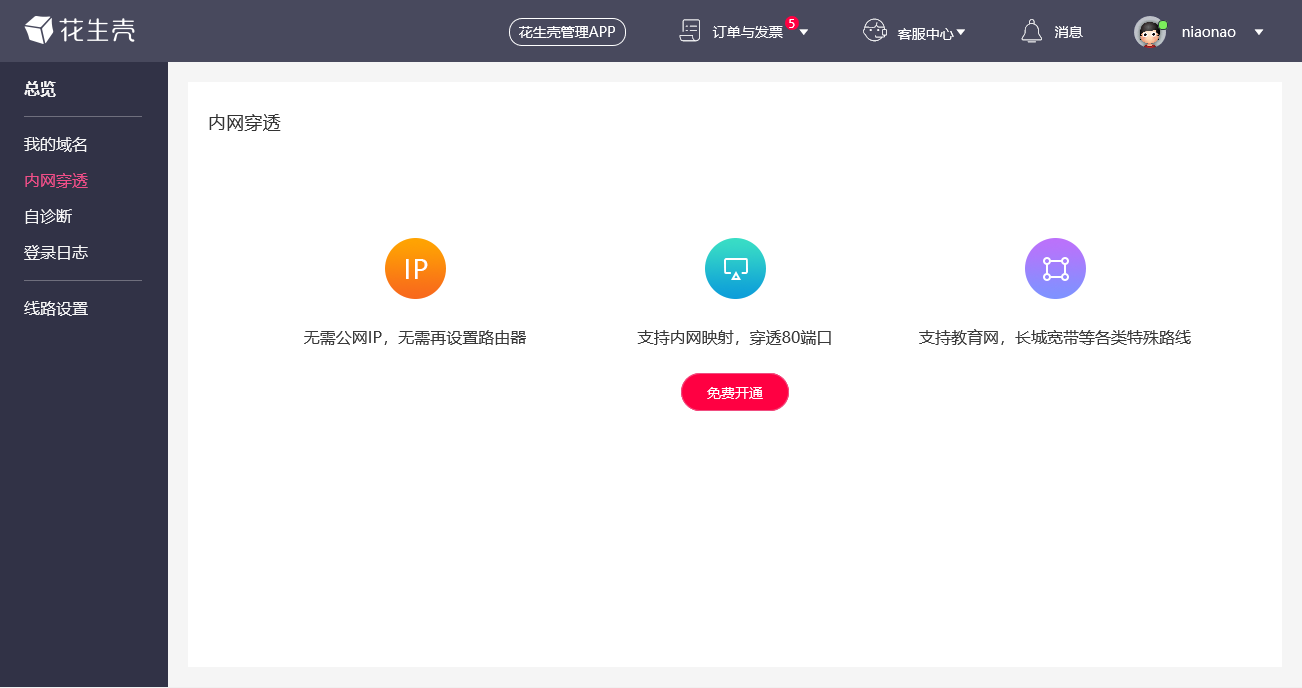 花生壳
花生壳管理APP
订单与发票
5
客服中心
消息
niaonao
总览
我的域名
内网穿透
自诊断
登录日志
线路设置
内网穿透
IP
无需公网IP，无需再设置路由器
支持内网映射，穿透80端口
支持教育网，长城宽带等各类特殊路线
免费开通